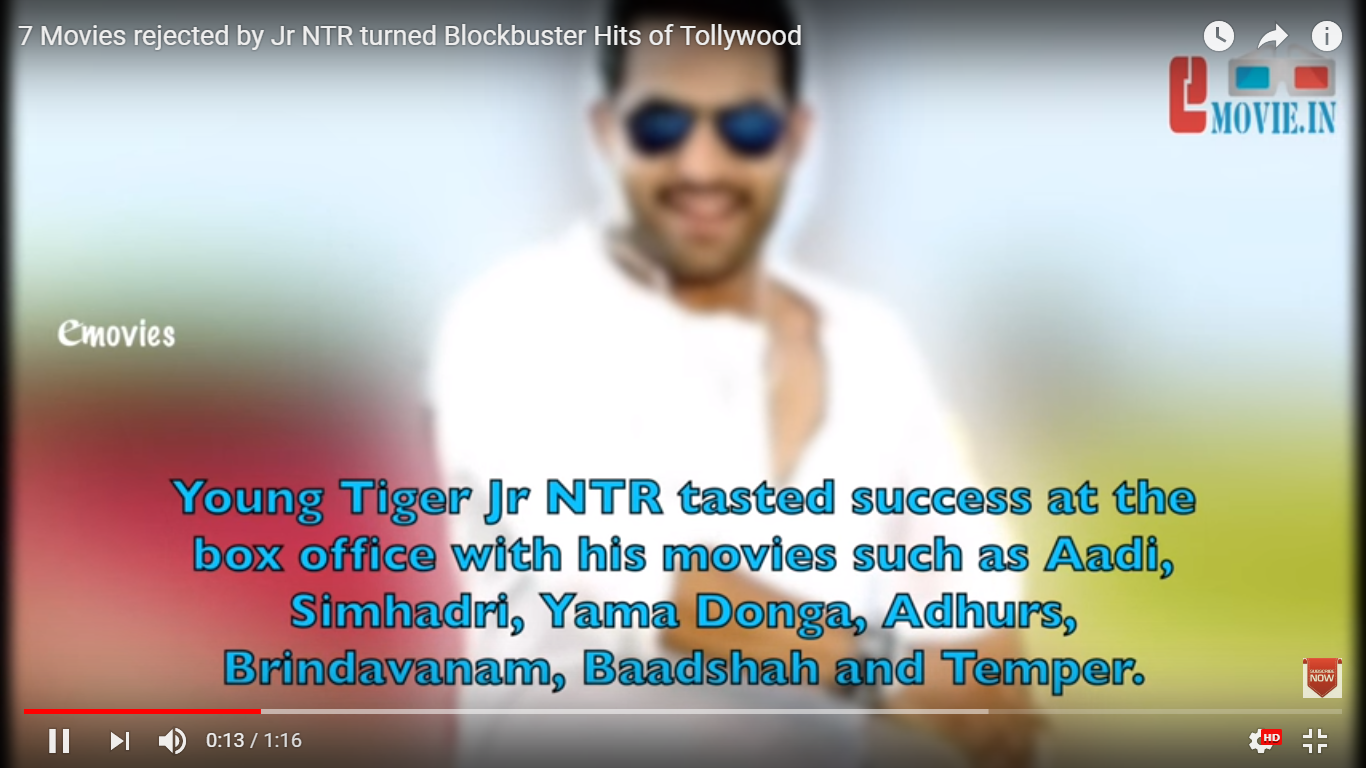 7 Movies rejected by Jr NTR turned Blockbuster Hits of Tollywood
e MOVIE.IN
emovies
Young Tiger Jr NTR tasted success at the
box office with his movies such as Aadi,
Simhadri, Yama Donga, Adhurs,
Brindavanam, Baadshah and Temper.
SUBSCRIBE
NOW
0:13 / 1:16
HD